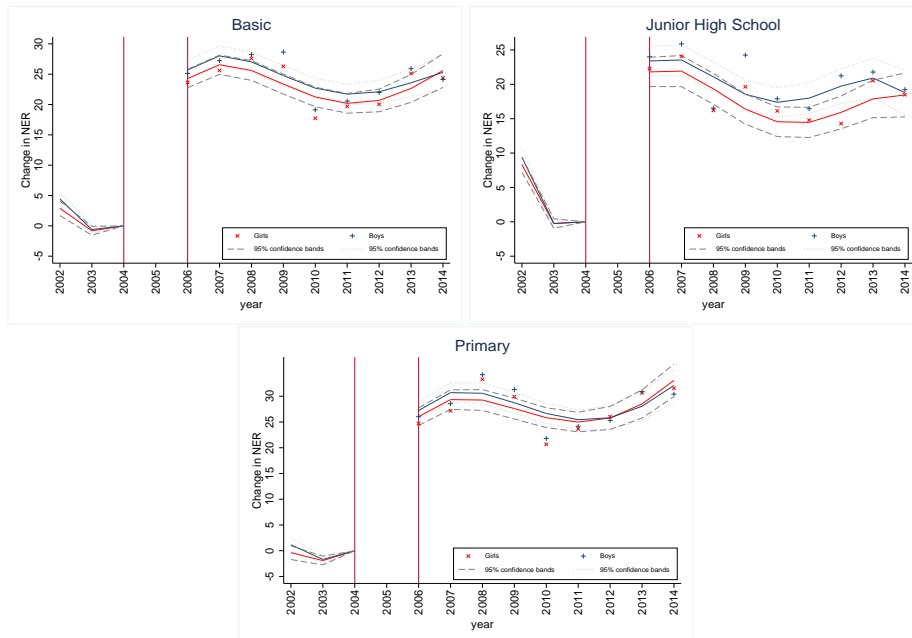 Basic
Change in NER
30
25
20
15
10
5
0
-5
2002
2003
2004
2005
2006
2007
2008
2009
2010
2011
2012
2013
2014
year
Girls
Boys
95% confidence bands
95% confidence bands
Junior High School
Change in NER
25
20
15
10
5
0
-5
2002
2003
2004
2005
2006
2007
2008
2009
2010
2011
2012
2013
2014
year
Girls
Boys
95% confidence bands
95% confidence bands
Primary
Change in NER
30
25
20
15
10
5
0
-5
2002
2003
2004
2005
2006
2007
2008
2009
2010
2011
2012
2013
2014
year
Girls
Boys
95% confidence bands
95% confidence bands